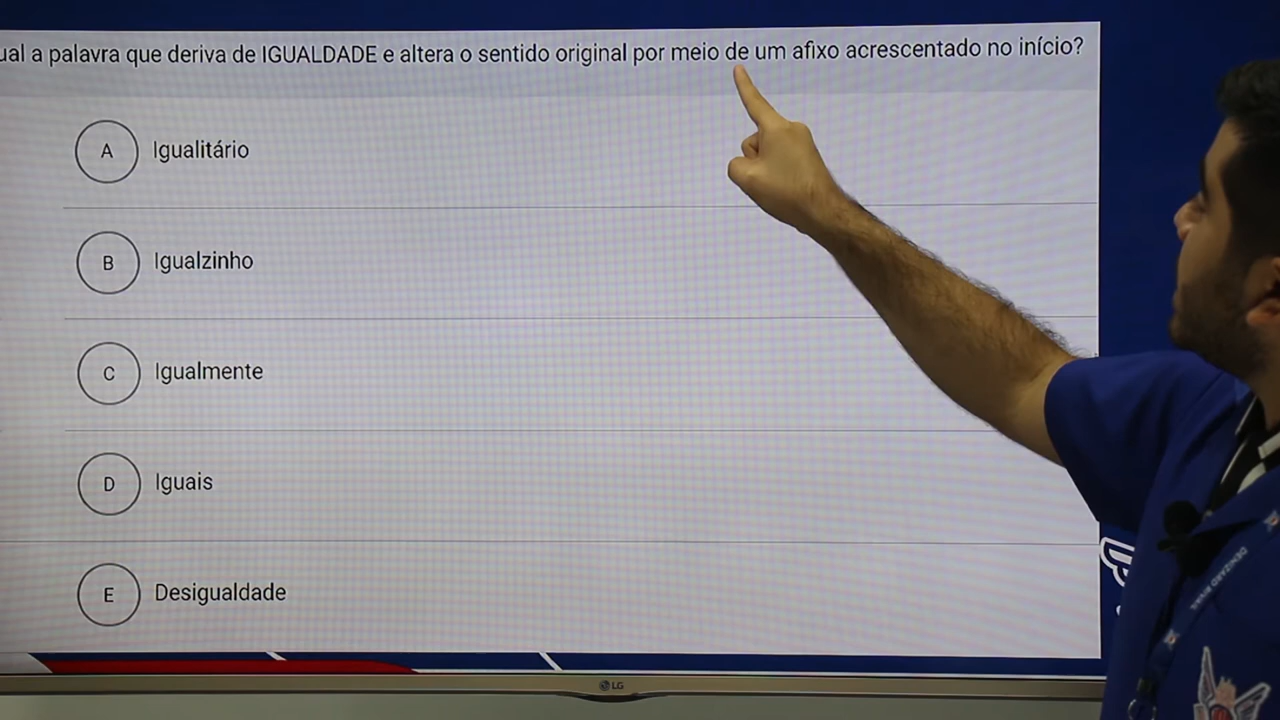 ual a palavra que deriva de IGUALDADE e altera o sentido original por meio de um afixo acrescentado no início?
A Igualitário
B Igualzinho
C Igualmente
D Iguais
E Desigualdade
LG